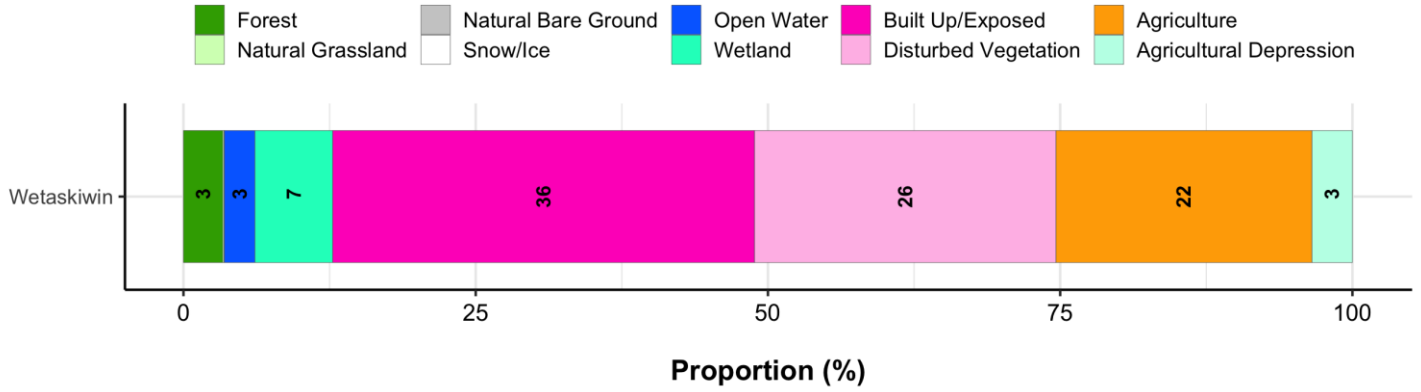 Forest Natural Bare Ground Open Water Built Up/Exposed Agriculture
Natural Grassland Snow/Ice Wetland Disturbed Vegetation Agricultural Depression
Wetaskiwin 3 3 7 36 26 22 3
0 25 50 75 100
Proportion (%)